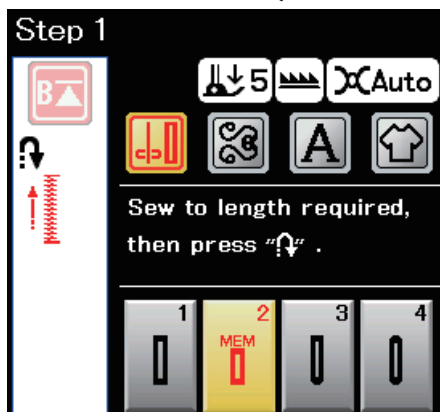 Step 1
B
5
Auto
A
Sew to length required,
then press “ ” .
1
2
3
4
MEM